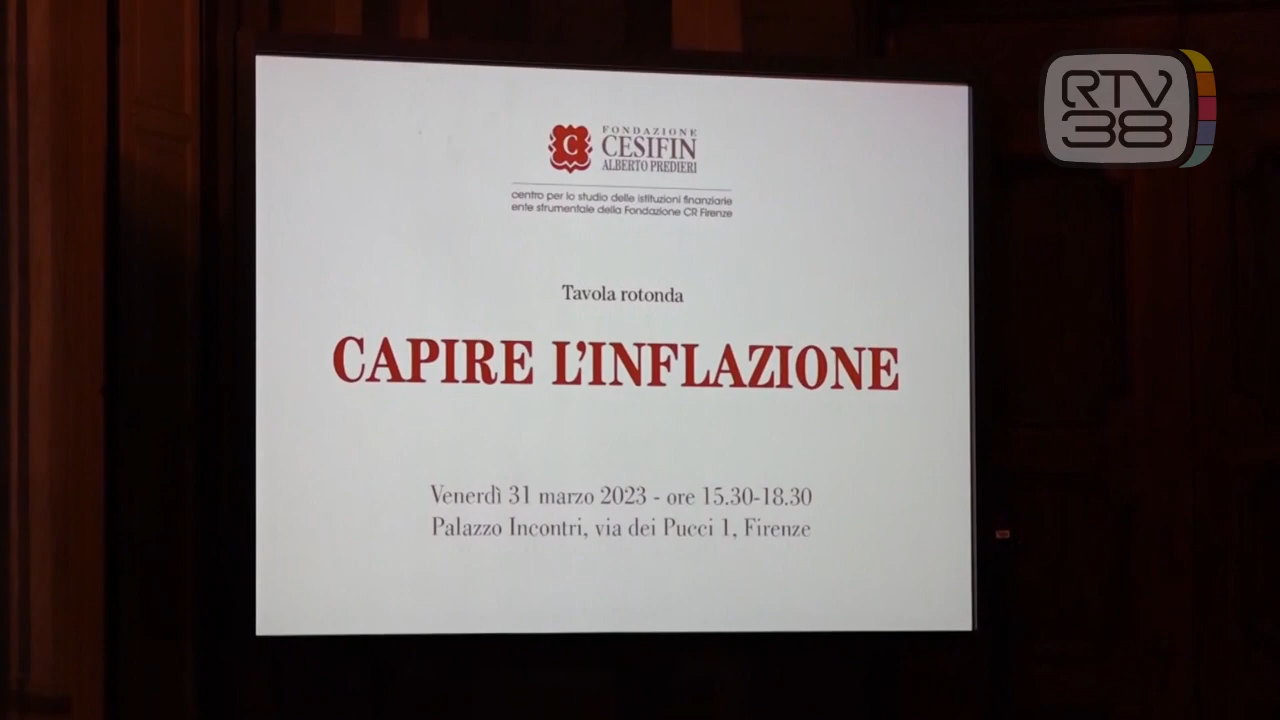 RTV
38
C
FONDAZIONE
CESIFIN
ALBERTO PREDIERI
centro per lo studio delle istituzioni finanziarie
ente strumentale della Fondazione CR Firenze
Tavola rotonda
CAPIRE L'INFLAZIONE
Venerdì 31 marzo 2023 - ore 15.30-18.30
Palazzo Incontri, via dei Pucci 1, Firenze